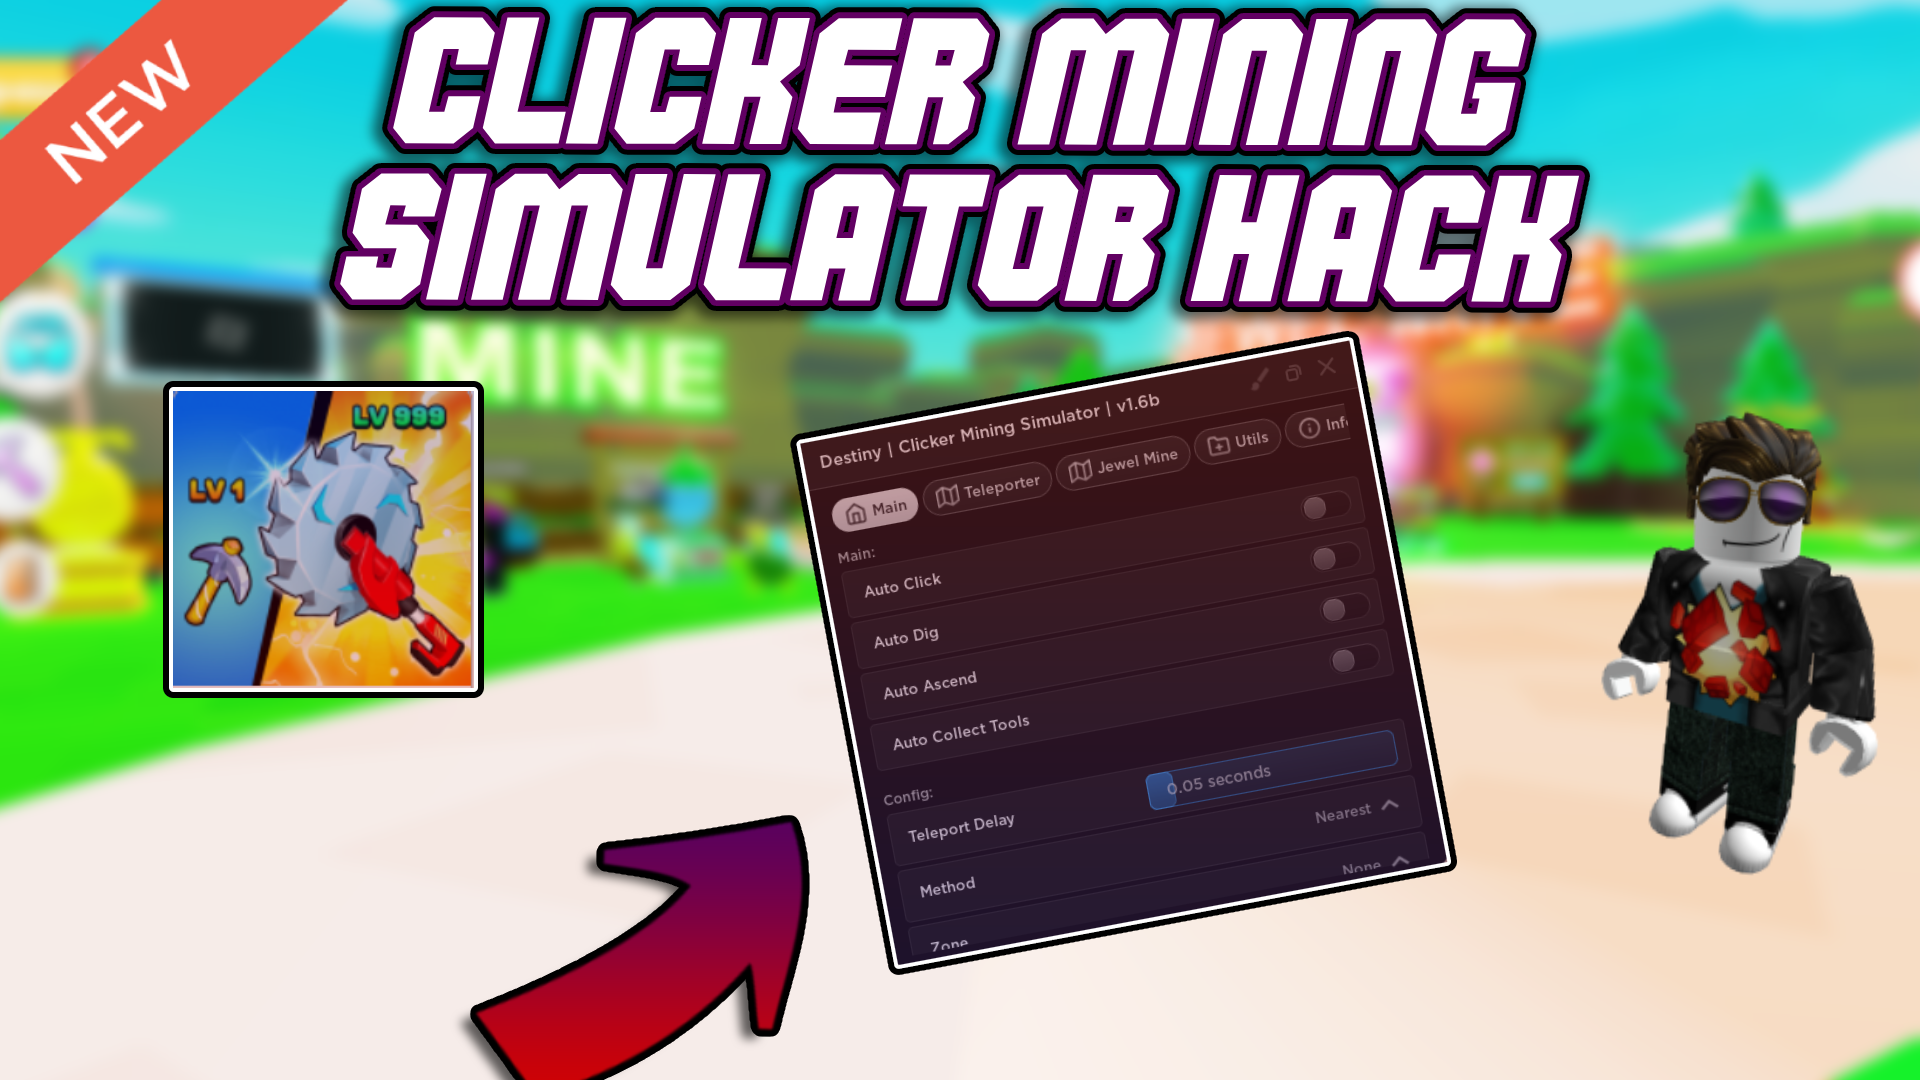 NEW
CLICKER MINING
SIMULATOR HACK
MINE
LV 999
LV 1
Destiny | Clicker Mining Simulator | v1.6b
Main
Teleporter
Jewel Mine
Utils
Info
Main:
Auto Click
Auto Dig
Auto Ascend
Auto Collect Tools
Config:
Teleport Delay
0.05 seconds
Method
Nearest
Zone
None